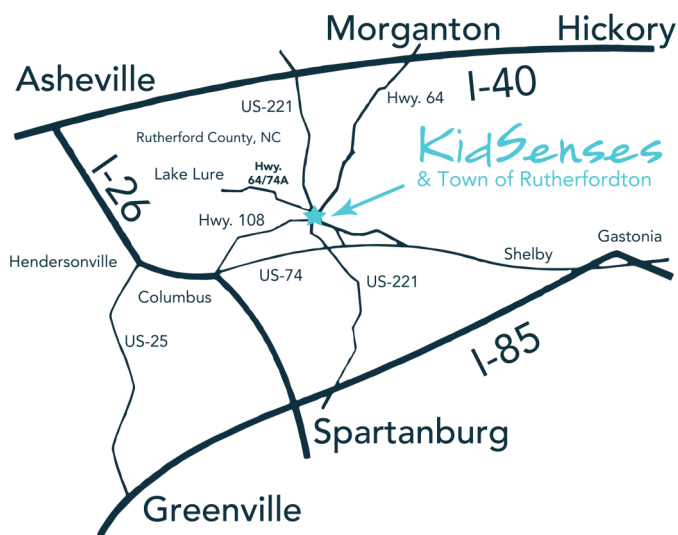 Morganton
Hickory
Asheville
I-40
US-221
Hwy. 64
Rutherford County, NC
KidSenses
& Town of Rutherfordton
Hwy.
64/74A
Lake Lure
I-26
Hwy. 108
Gastonia
Shelby
Hendersonville
US-74
US-221
Columbus
US-25
I-85
Spartanburg
Greenville